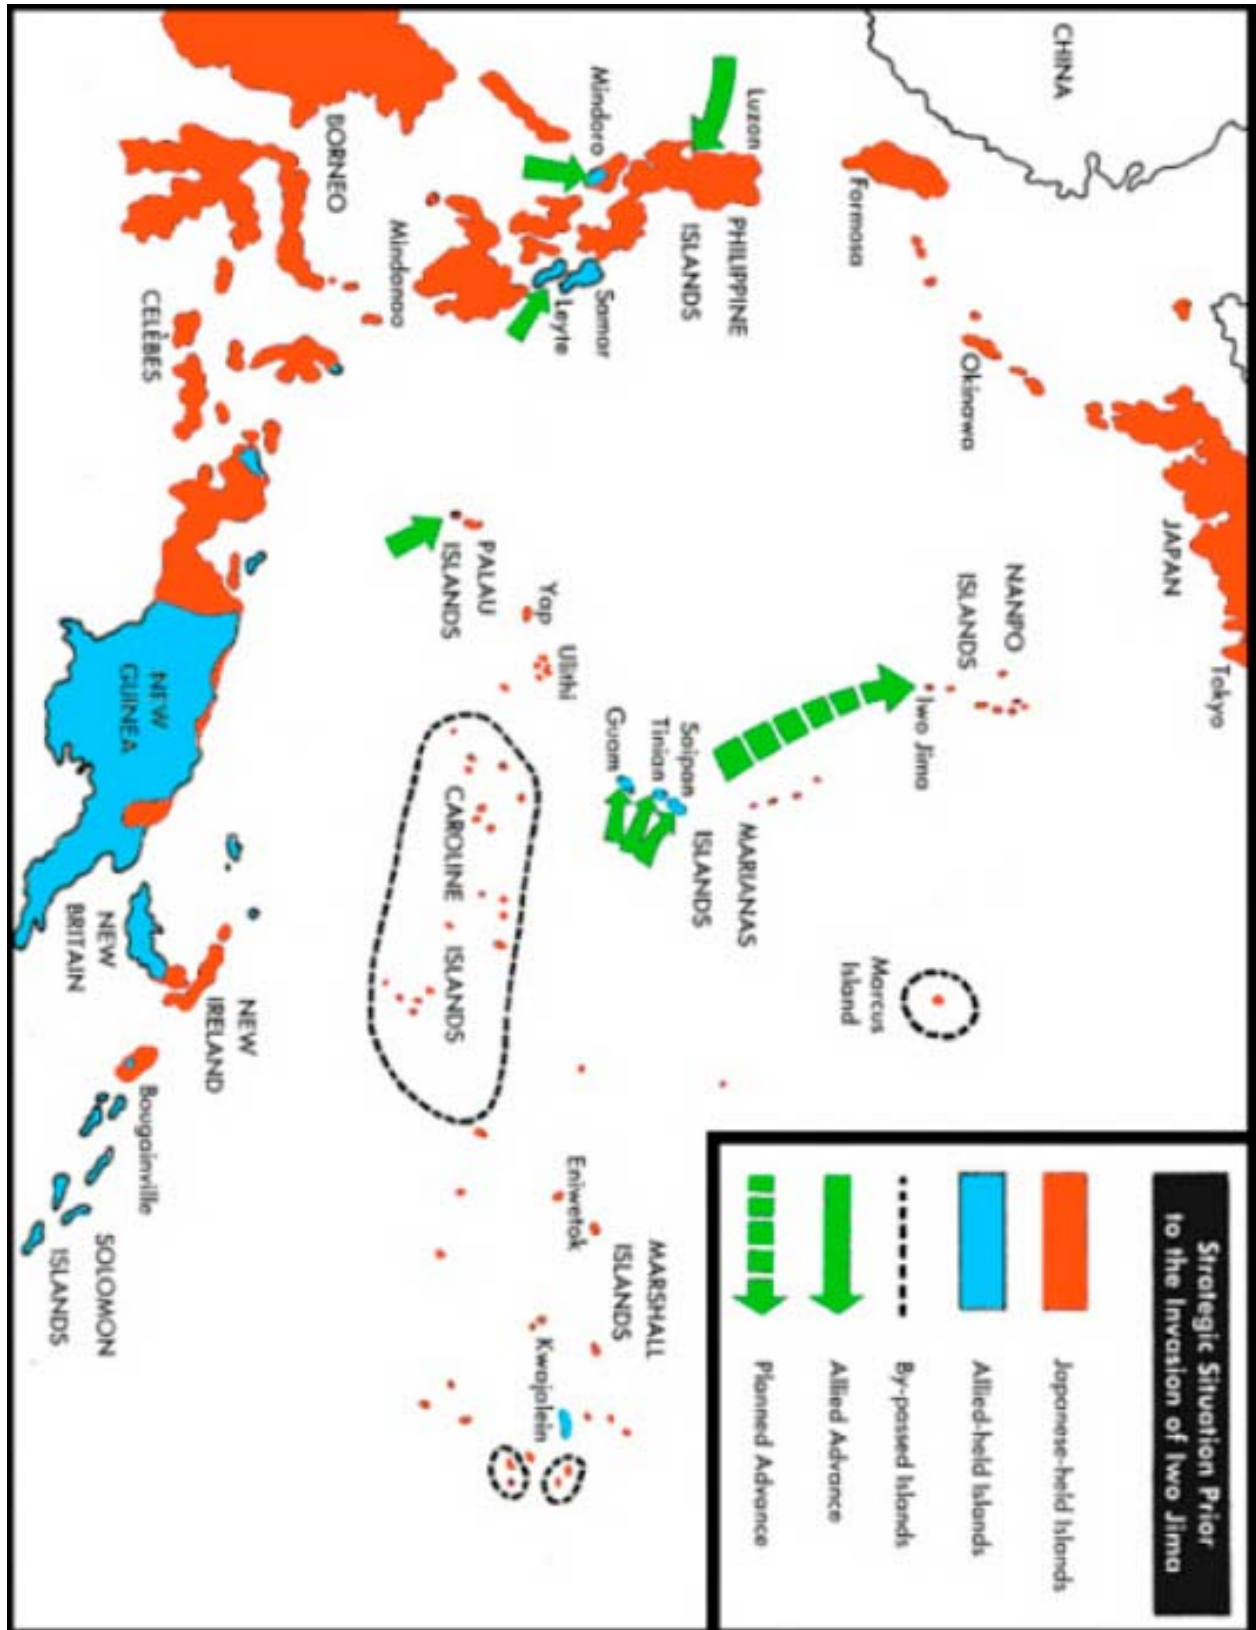 Strategic Situation Prior
to the Invasion of Iwo Jima
Japanese-held Islands
Allied-held Islands
By-passed Islands
Allied Advance
Planned Advance
CHINA
JAPAN
Tokyo
Formosa
Okinawa
NANPO
ISLANDS
Iwo Jima
Marcus
Island
Luzon
PHILIPPINE
ISLANDS
Mindoro
Samar
Leyte
Mindanao
MARIANAS
ISLANDS
Saipan
Tinian
Guam
Ulithi
Yap
PALAU
ISLANDS
CAROLINE ISLANDS
MARSHALL
ISLANDS
Eniwetok
Kwajalein
BORNEO
CELÈBES
NEW
GUINEA
NEW
BRITAIN
NEW
IRELAND
Bougainville
SOLOMON
ISLANDS